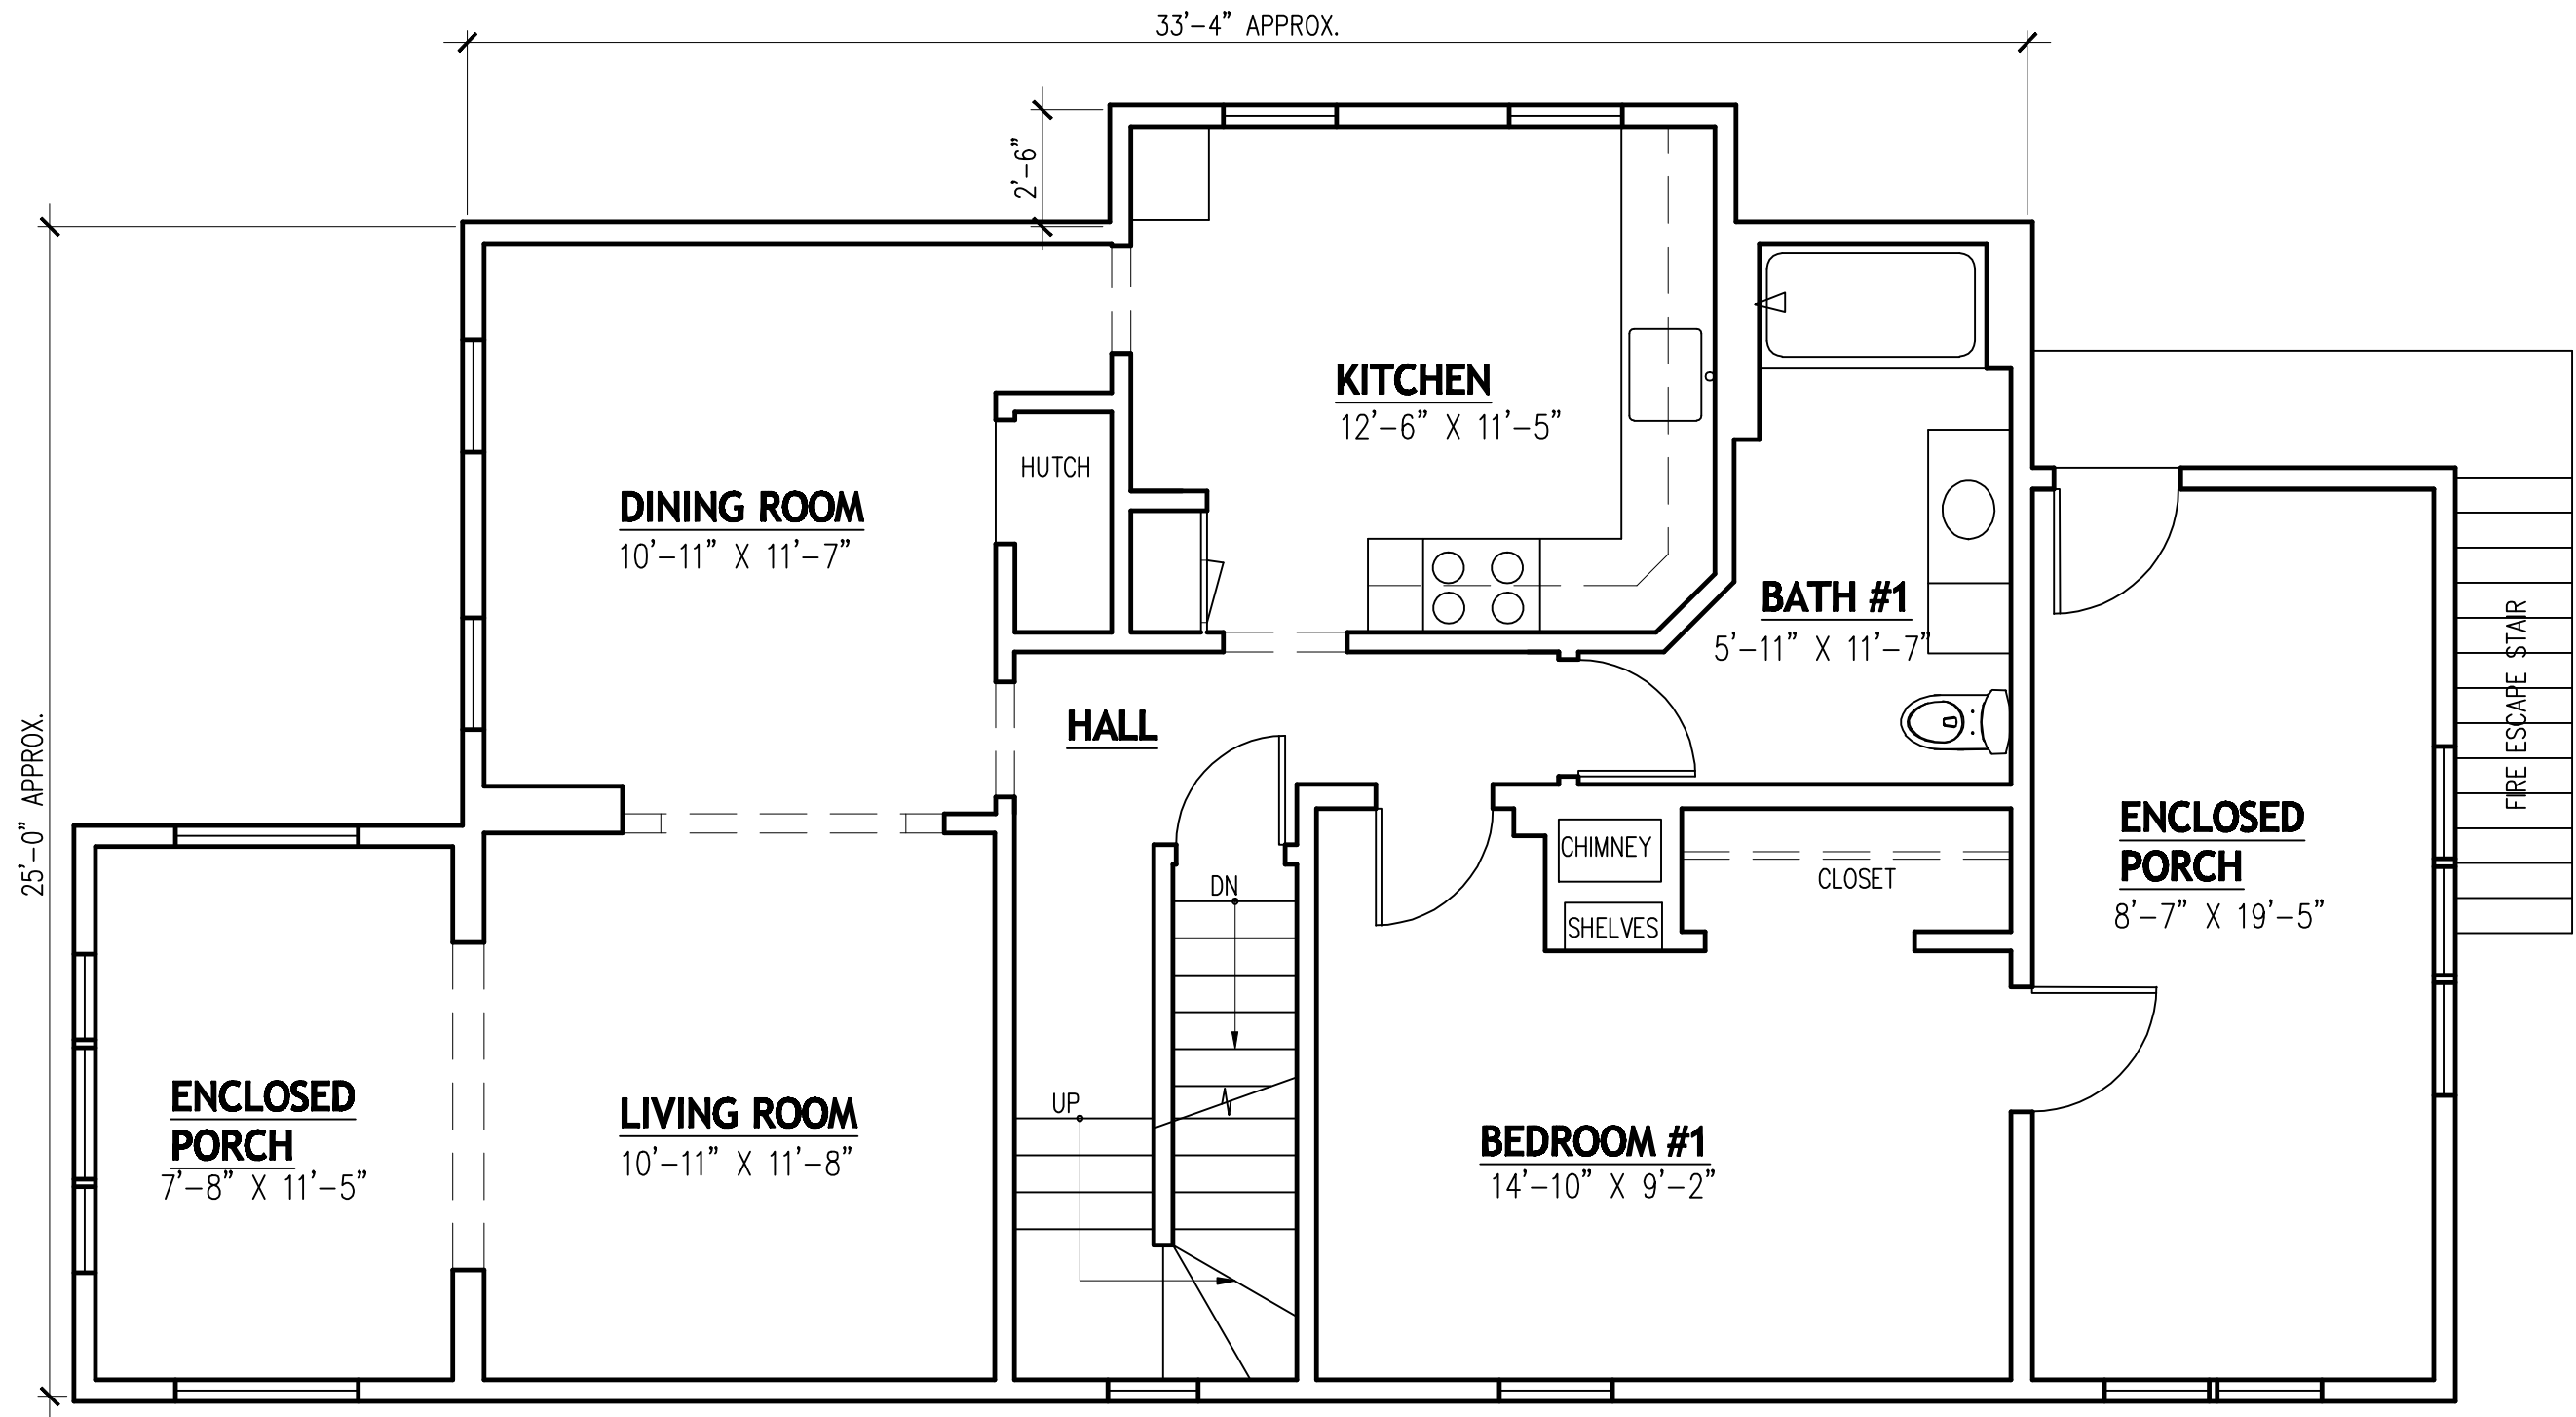 33'-4" APPROX.
2'-6"
KITCHEN
12'-6" X 11'-5"
HUTCH
DINING ROOM
10'-11" X 11'-7"
BATH #1
5'-11" X 11'-7"
FIRE ESCAPE STAIR
HALL
25'-0" APPROX.
ENCLOSED
PORCH
8'-7" X 19'-5"
CHIMNEY
CLOSET
SHELVES
DN
UP
ENCLOSED
PORCH
7'-8" X 11'-5"
LIVING ROOM
10'-11" X 11'-8"
BEDROOM #1
14'-10" X 9'-2"